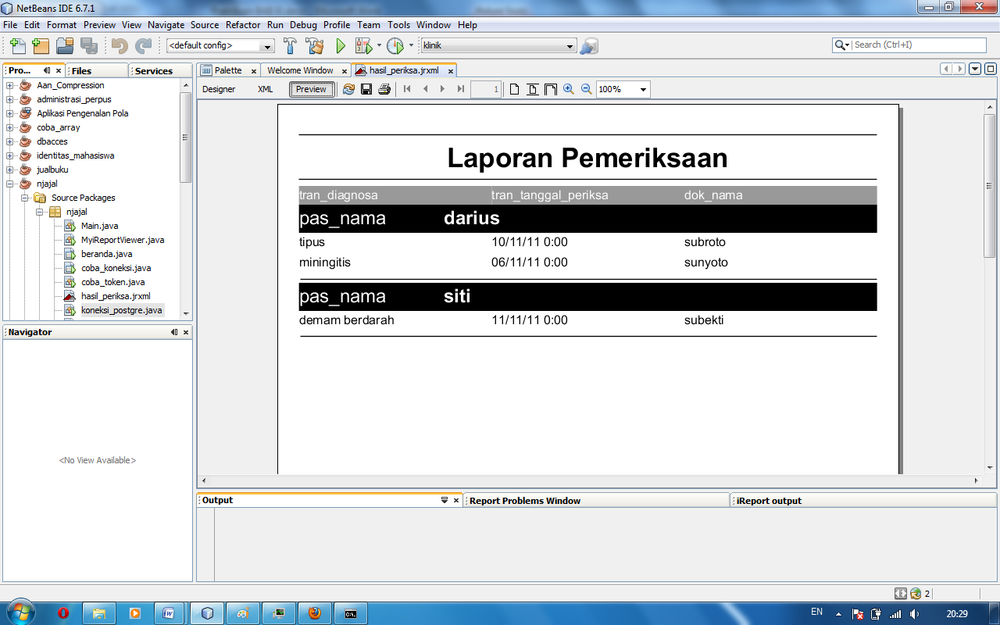 NetBeans IDE 6.7.1
File Edit Format Preview View Navigate Source Refactor Run Debug Profile Team Tools Window Help
<default config> klinik Search (Ctrl+I)
Pro... Files Services
Palette Welcome Window hasil_periksa.jrxml
Designer XML Preview 1 100%
Aan_Compression
administrasi_perpus
Aplikasi Pengenalan Pola
coba_array
dbacces
identitas_mahasiswa
jualbuku
njajal
Source Packages
njajal
Main.java
MyiReportViewer.java
beranda.java
coba_koneksi.java
coba_token.java
hasil_periksa.jrxml
koneksi_postgre.java
Navigator
<No View Available>
Laporan Pemeriksaan
tran_diagnosa tran_tanggal_periksa dok_nama
pas_nama darius
tipus 10/11/11 0:00 subroto
miningitis 06/11/11 0:00 sunyoto
pas_nama siti
demam berdarah 11/11/11 0:00 subekti
Output Report Problems Window iReport output
2
EN 20:29